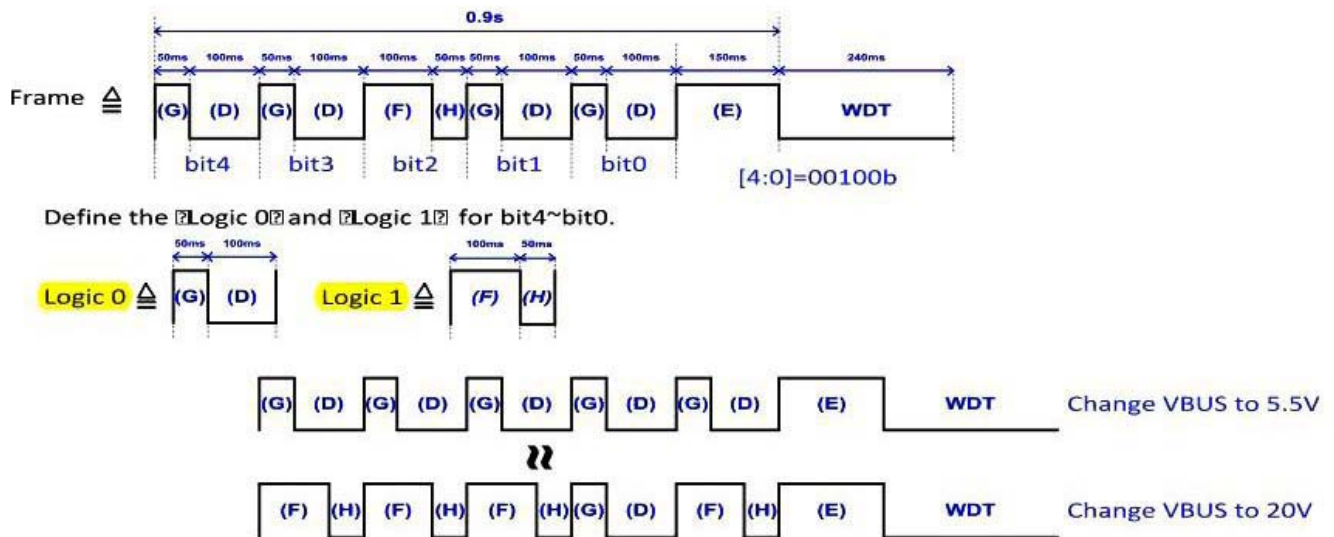 0.9s
50ms 100ms 50ms 100ms 100ms 50ms 50ms 100ms 50ms 100ms 150ms 240ms
Frame ≜ (G) (D) (G) (D) (F) (H) (G) (D) (G) (D) (E) WDT
bit4 bit3 bit2 bit1 bit0 [4:0]=00100b
Define the ⍰Logic 0⍰ and ⍰Logic 1⍰ for bit4~bit0.
50ms 100ms 100ms 50ms
Logic 0 ≜ (G) (D) Logic 1 ≜ (F) (H)
(G) (D) (G) (D) (G) (D) (G) (D) (G) (D) (E) WDT Change VBUS to 5.5V
(F) (H) (F) (H) (F) (H) (G) (D) (F) (H) (E) WDT Change VBUS to 20V